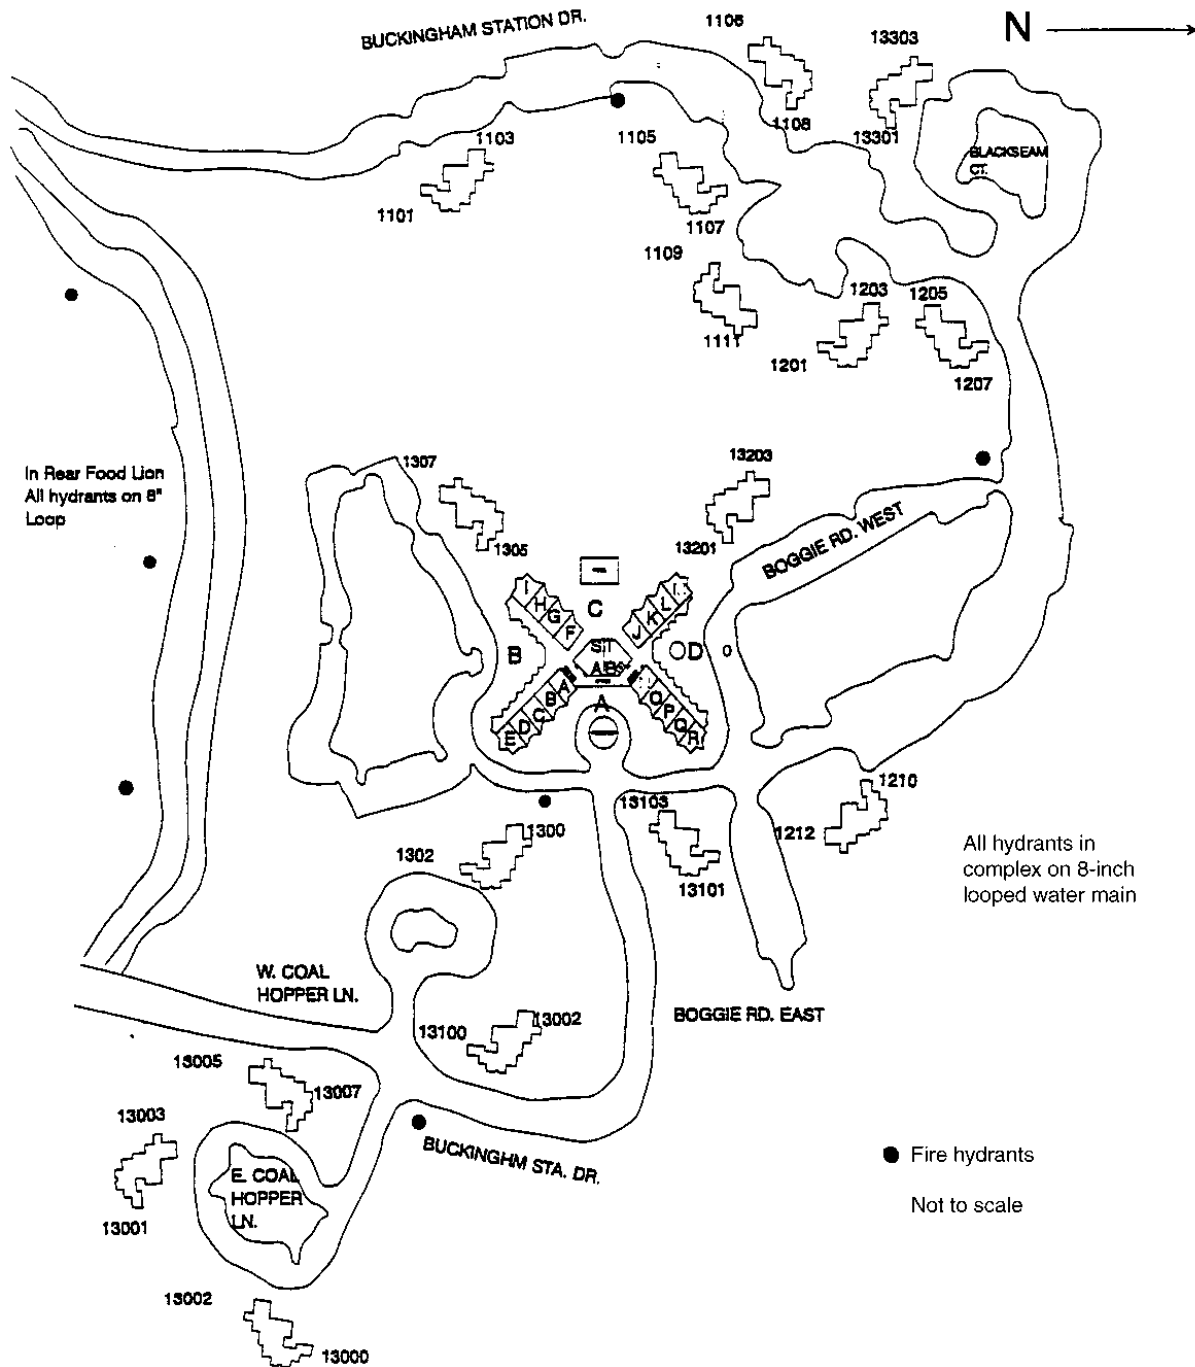 BUCKINGHAM STATION DR.
1106
N
13303
1103
1105
1108
13301
BLACKSEAM
CT.
1101
1107
1109
1203
1205
1111
1201
1207
In Rear Food Lion
All hydrants on 8"
Loop
1307
13203
1305
13201
BOGGIE RD. WEST
I
H
G
F
C
J
K
L
B
D
A
B
C
D
E
A
O
P
Q
R
13103
1210
1300
1212
1302
13101
All hydrants in
complex on 8-inch
looped water main
W. COAL
HOPPER LN.
BOGGIE RD. EAST
13100
13002
13005
13007
13003
BUCKINGHM STA. DR.
E. COAL
HOPPER
LN.
13001
Fire hydrants
Not to scale
13002
13000